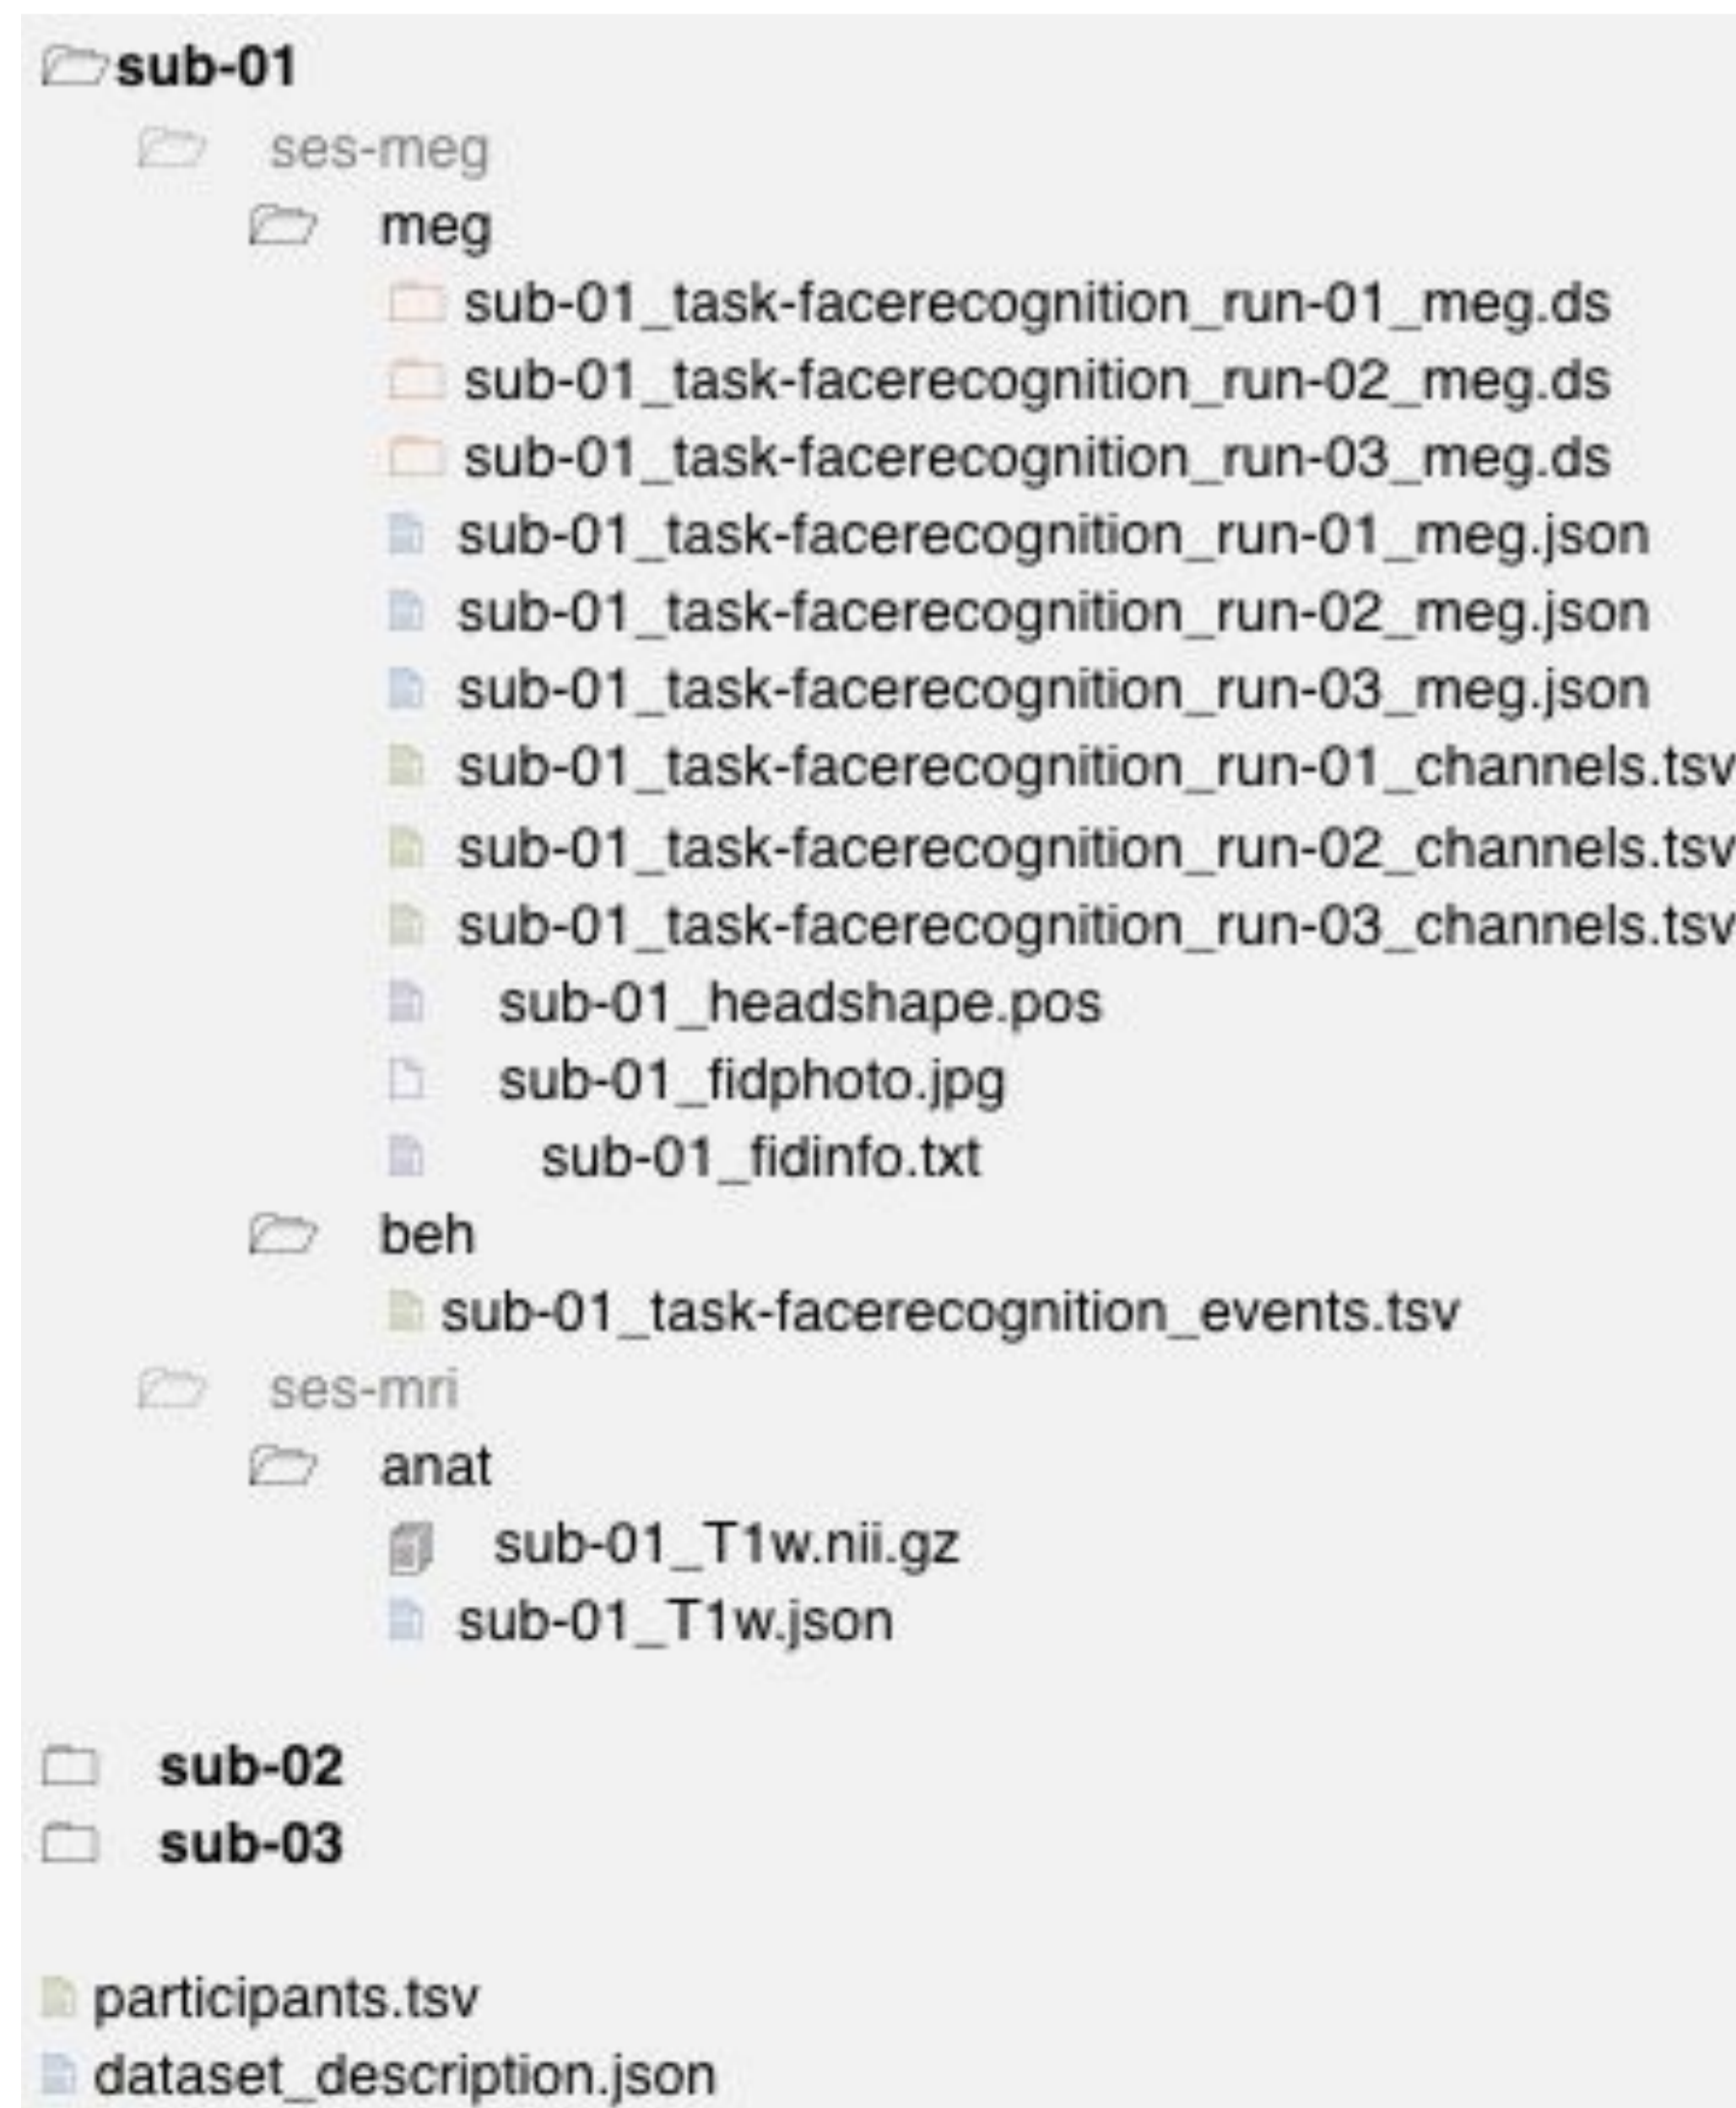 sub-01
ses-meg
meg
sub-01_task-facerecognition_run-01_meg.ds
sub-01_task-facerecognition_run-02_meg.ds
sub-01_task-facerecognition_run-03_meg.ds
sub-01_task-facerecognition_run-01_meg.json
sub-01_task-facerecognition_run-02_meg.json
sub-01_task-facerecognition_run-03_meg.json
sub-01_task-facerecognition_run-01_channels.tsv
sub-01_task-facerecognition_run-02_channels.tsv
sub-01_task-facerecognition_run-03_channels.tsv
sub-01_headshape.pos
sub-01_fidphoto.jpg
sub-01_fidinfo.txt
beh
sub-01_task-facerecognition_events.tsv
ses-mri
anat
sub-01_T1w.nii.gz
sub-01_T1w.json
sub-02
sub-03
participants.tsv
dataset_description.json